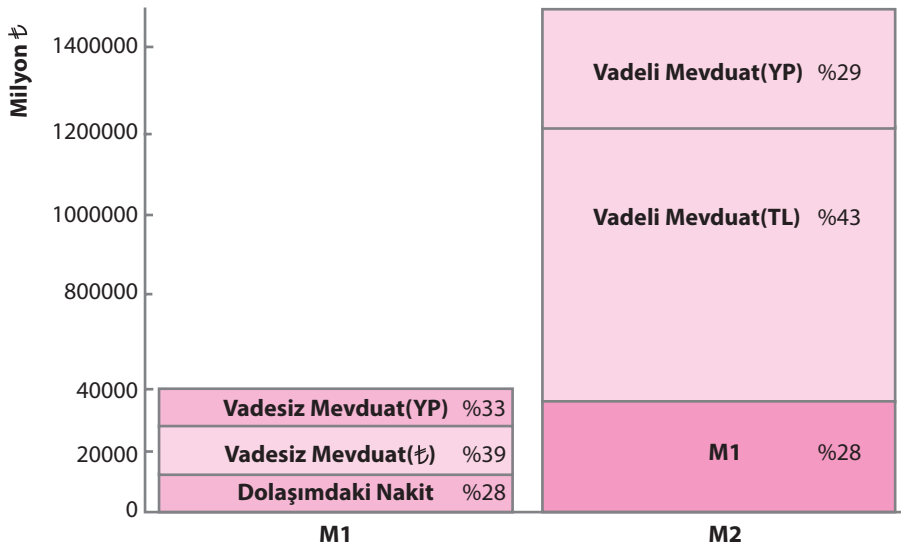 Milyon ₺
1400000
1200000
1000000
800000
40000
20000
0
Vadeli Mevduat(YP) %29
Vadeli Mevduat(TL) %43
M1 %28
Vadesiz Mevduat(YP) %33
Vadesiz Mevduat(₺) %39
Dolaşımdaki Nakit %28
M1
M2